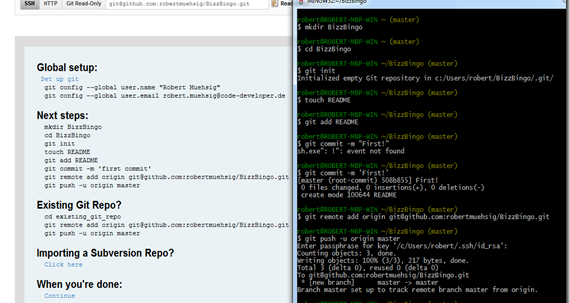 SSH HTTP Git Read-Only git@github.com:robertmuehsig/BizzBingo.git Read
Global setup:
Set up git
git config --global user.name "Robert Muehsig"
git config --global user.email robert.muehsig@code-developer.de
Next steps:
mkdir BizzBingo
cd BizzBingo
git init
touch README
git add README
git commit -m 'first commit'
git remote add origin git@github.com:robertmuehsig/BizzBingo.git
git push -u origin master
Existing Git Repo?
cd existing_git_repo
git remote add origin git@github.com:robertmuehsig/BizzBingo.git
git push -u origin master
Importing a Subversion Repo?
Click here
When you're done:
Continue
MINGW32:~/BizzBingo
robert@ROBERT-MBP-WIN ~ (master)
$ mkdir BizzBingo
robert@ROBERT-MBP-WIN ~ (master)
$ cd BizzBingo
robert@ROBERT-MBP-WIN ~/BizzBingo (master)
$ git init
Initialized empty Git repository in c:/Users/robert/BizzBingo/.git/
robert@ROBERT-MBP-WIN ~/BizzBingo (master)
$ touch README
robert@ROBERT-MBP-WIN ~/BizzBingo (master)
$ git add README
robert@ROBERT-MBP-WIN ~/BizzBingo (master)
$ git commit -m "First!"
sh.exe": !": event not found
robert@ROBERT-MBP-WIN ~/BizzBingo (master)
$ git commit -m 'First!'
[master (root-commit) 508b855] First!
0 files changed, 0 insertions(+), 0 deletions(-)
create mode 100644 README
robert@ROBERT-MBP-WIN ~/BizzBingo (master)
$ git remote add origin git@github.com:robertmuehsig/BizzBingo.git
robert@ROBERT-MBP-WIN ~/BizzBingo (master)
$ git push -u origin master
Enter passphrase for key '/c/Users/robert/.ssh/id_rsa':
Counting objects: 3, done.
Writing objects: 100% (3/3), 217 bytes, done.
Total 3 (delta 0), reused 0 (delta 0)
To git@github.com:robertmuehsig/BizzBingo.git
* [new branch] master -> master
Branch master set up to track remote branch master from origin.